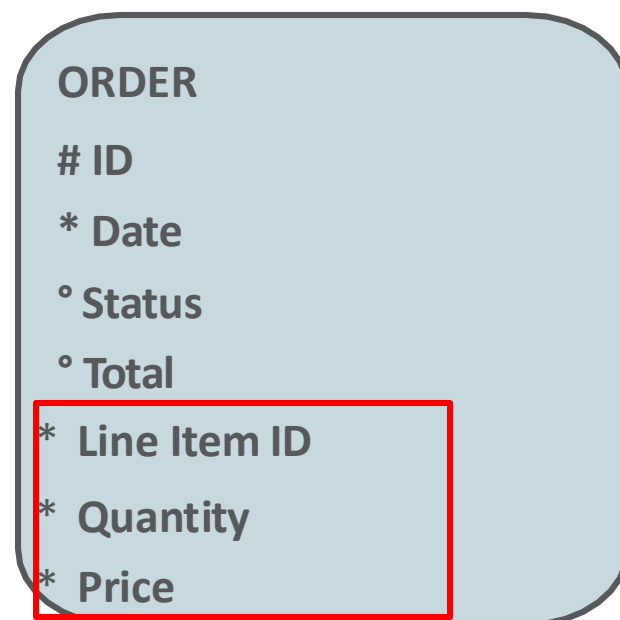 ORDER
# ID
* Date
° Status
° Total
* Line Item ID
* Quantity
* Price